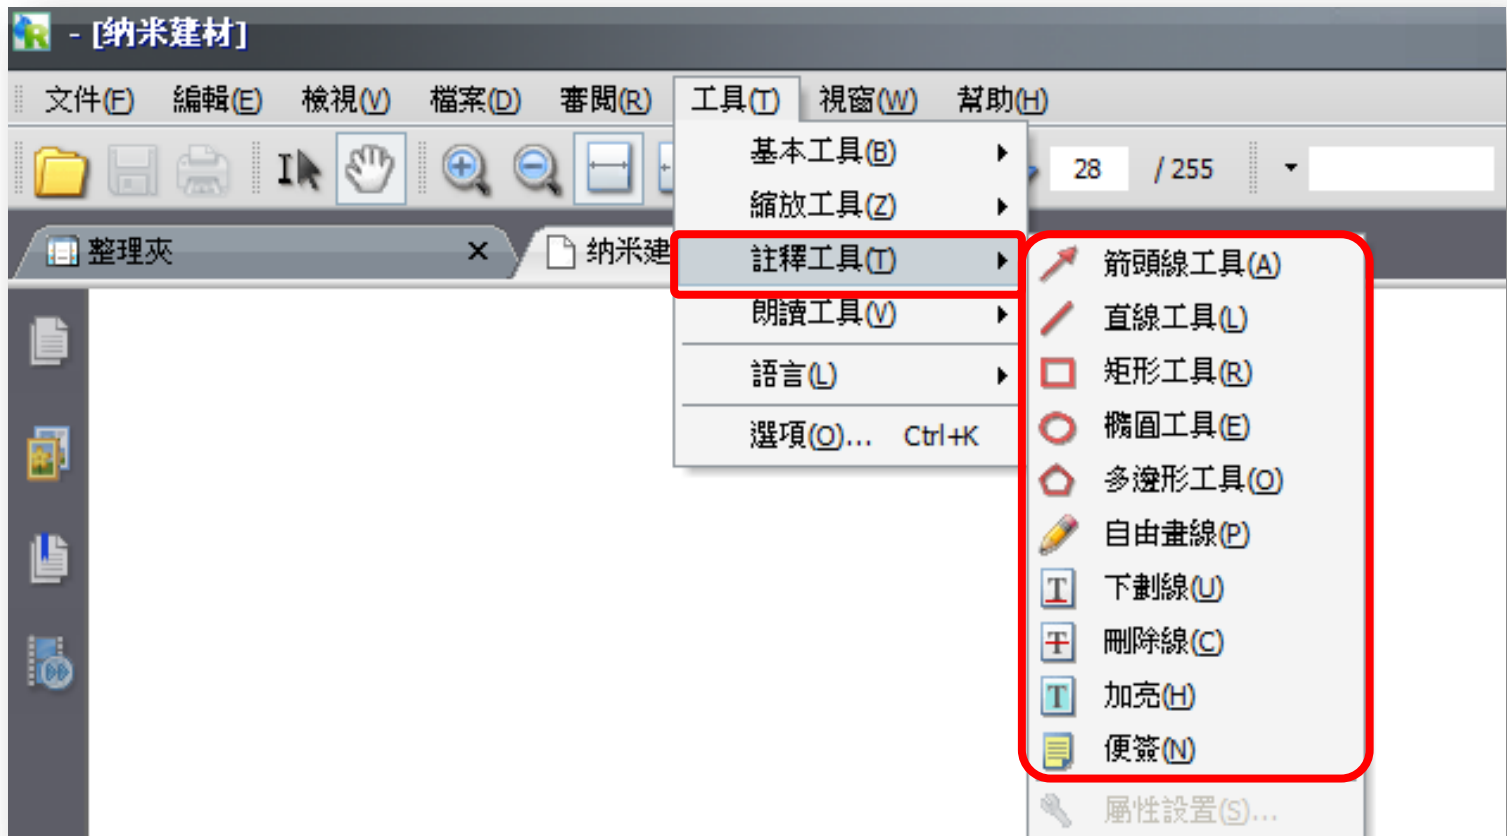 - [纳米建材]
文件(F) 編輯(E) 檢視(V) 檔案(D) 審閱(R) 工具(T) 視窗(W) 幫助(H)
28 / 255
整理夾
纳米建
基本工具(B)
縮放工具(Z)
註釋工具(T)
朗讀工具(V)
語言(L)
選項(O)... Ctrl+K
箭頭線工具(A)
直線工具(L)
矩形工具(R)
橢圓工具(E)
多邊形工具(O)
自由畫線(P)
下劃線(U)
刪除線(C)
加亮(H)
便簽(N)
屬性設置(S)...